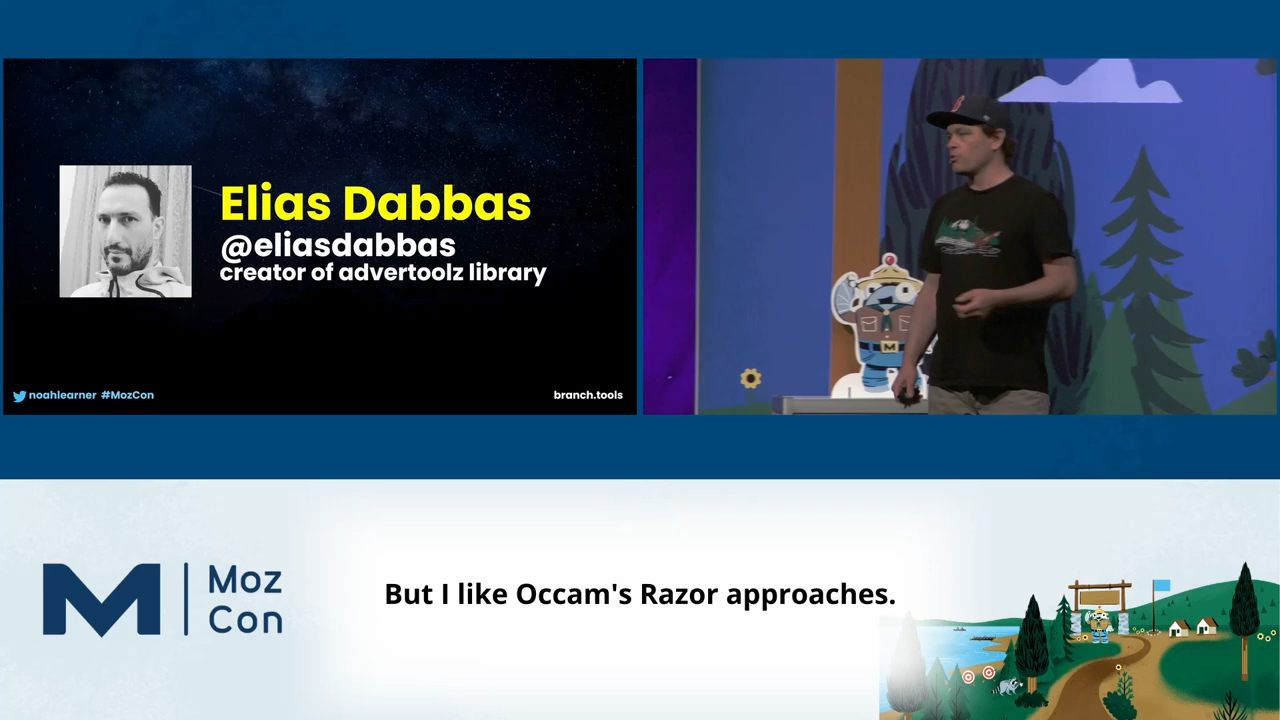 Elias Dabbas
@eliasdabbas
creator of advertoolz library
noahlearner #MozCon
branch.tools
M
Moz
Con
But I like Occam's Razor approaches.